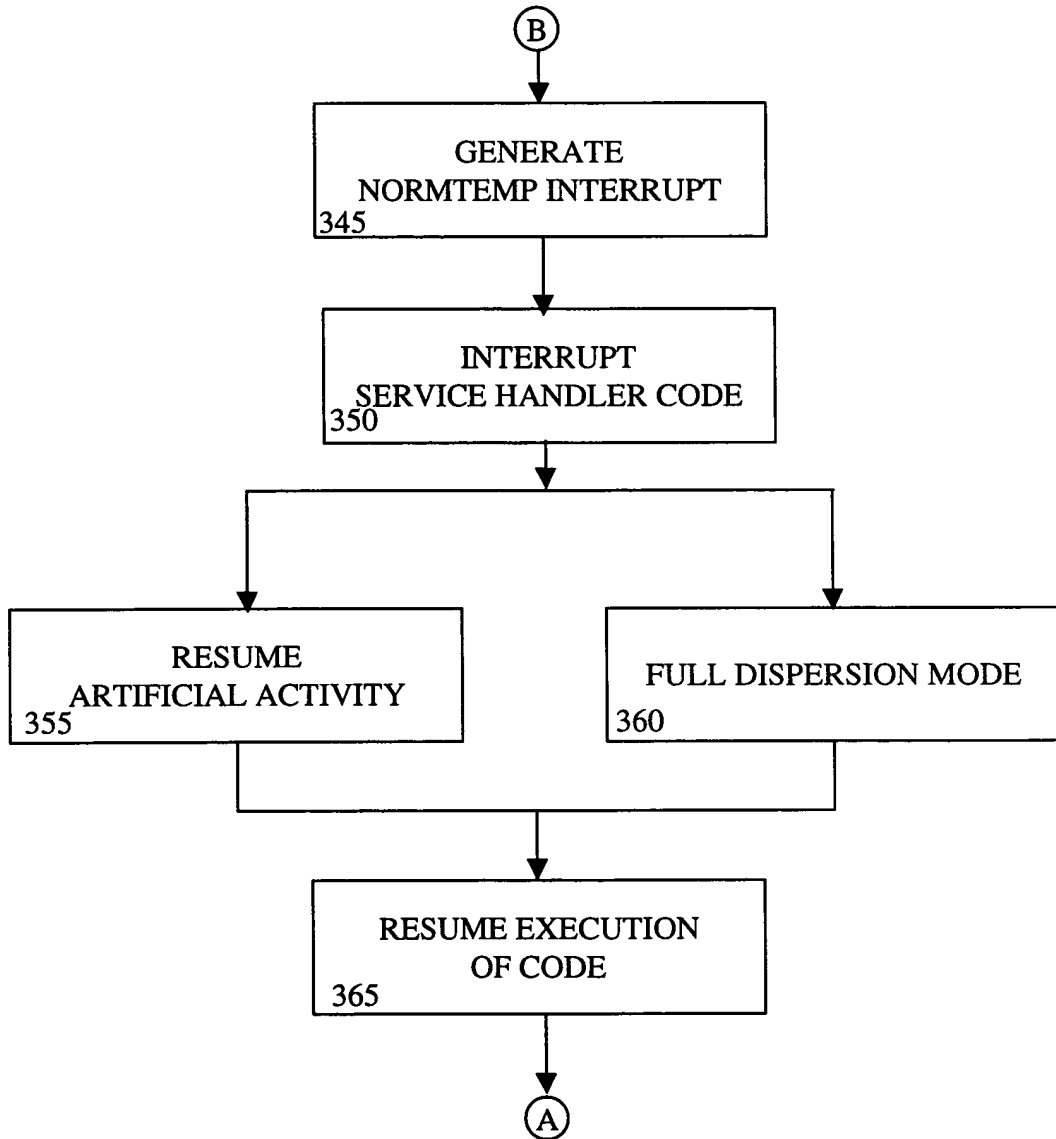 B
GENERATE
NORMTEMP INTERRUPT
345
INTERRUPT
SERVICE HANDLER CODE
350
RESUME
ARTIFICIAL ACTIVITY
355
FULL DISPERSION MODE
360
RESUME EXECUTION
OF CODE
365
A